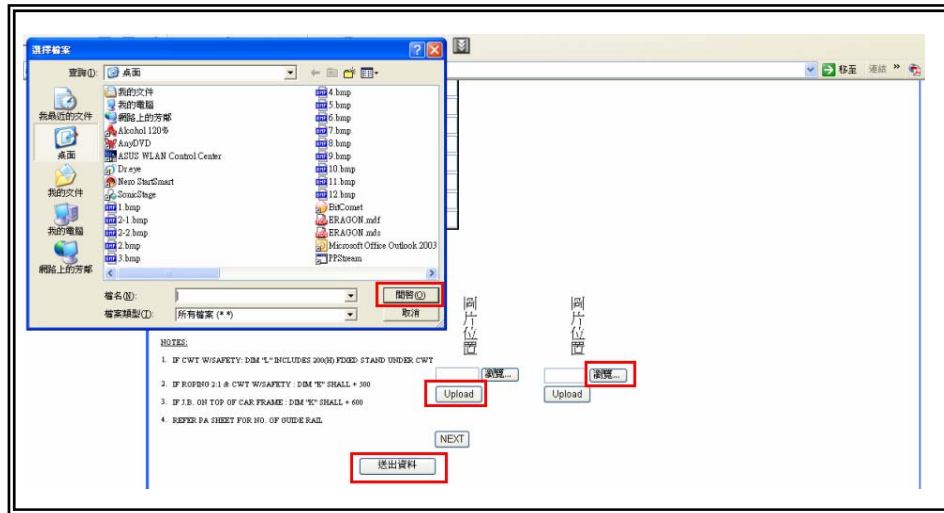 選擇檔案
查詢(I):
桌面
移至
連結 »
我最近的文件
桌面
我的文件
我的電腦
網路上的芳鄰
我的文件
我的電腦
網路上的芳鄰
Alcohol 120%
AnyDVD
ASUS WLAN Control Center
Dr.eye
Nero StartSmart
SonicStage
1.bmp
2-1.bmp
2-2.bmp
2.bmp
3.bmp
4.bmp
5.bmp
6.bmp
7.bmp
8.bmp
9.bmp
10.bmp
11.bmp
12.bmp
BitComet
ERAGON.mdf
ERAGON.mds
Microsoft Office Outlook 2003
PPStream
檔名(N):
開啟(O)
檔案類型(T):
所有檔案 (*.*)
取消
圖片位置
圖片位置
NOTES:
1. IF CWT W/SAFETY: DIM "L" INCLUDES 200(H) FIXED STAND UNDER CWT
2. IF ROPING 2:1 & CWT W/SAFETY : DIM "K" SHALL + 300
3. IF J.B. ON TOP OF CAR FRAME : DIM "K" SHALL + 600
4. REFER PA SHEET FOR NO. OF GUIDE RAIL
瀏覽...
瀏覽...
Upload
Upload
NEXT
送出資料